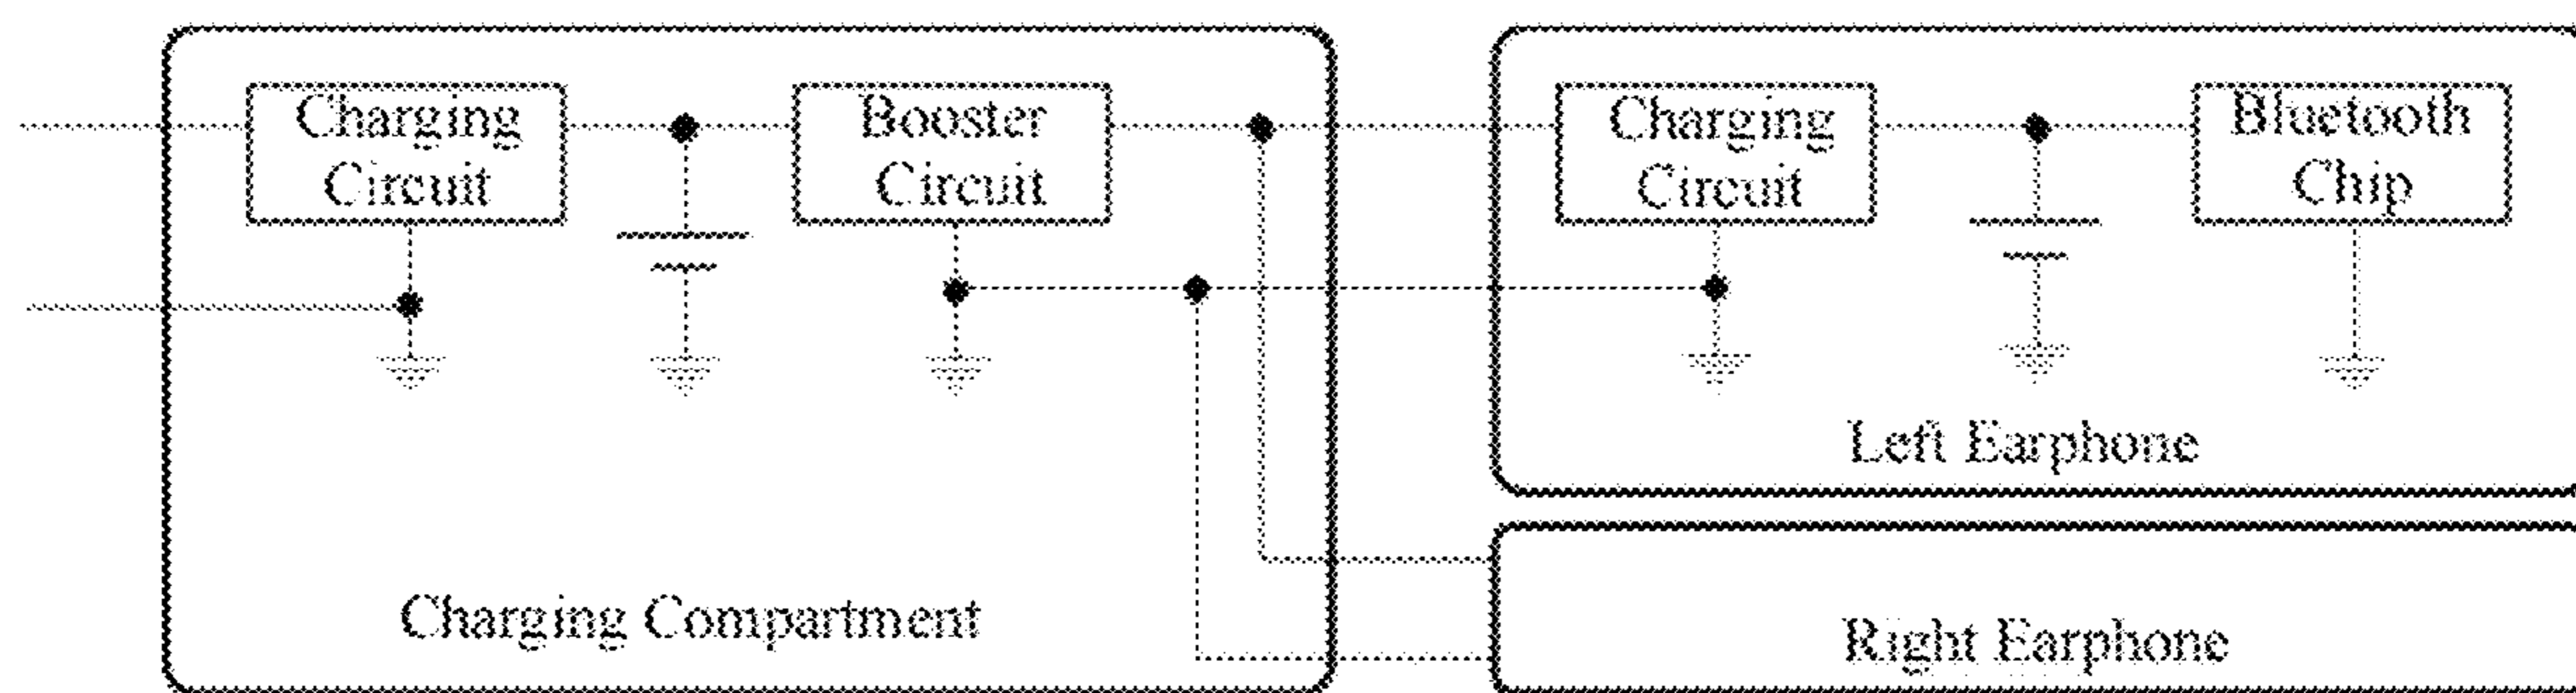 Charging
Circuit
Booster
Circuit
Charging
Circuit
Bluetooth
Chip
Left Earphone
Charging Compartment
Right Earphone